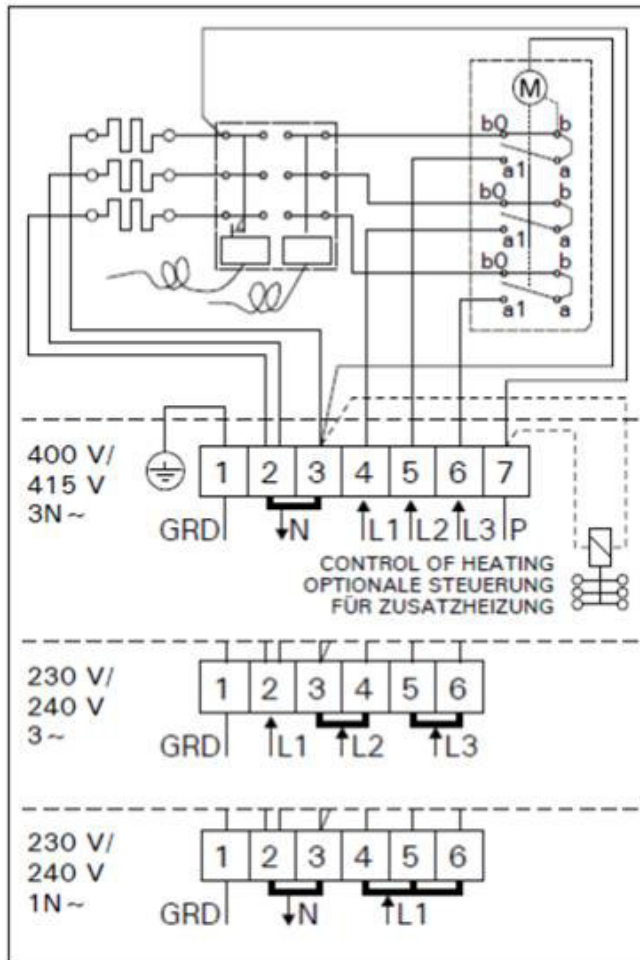 M
b0 b
a1 a
b0 b
a1 a
b0 b
a1 a
400 V/
415 V
3N~
1 2 3 4 5 6 7
GRD N L1 L2 L3 P
CONTROL OF HEATING
OPTIONALE STEUERUNG
FÜR ZUSATZHEIZUNG
230 V/
240 V
3~
1 2 3 4 5 6
GRD L1 L2 L3
230 V/
240 V
1N~
1 2 3 4 5 6
GRD N L1